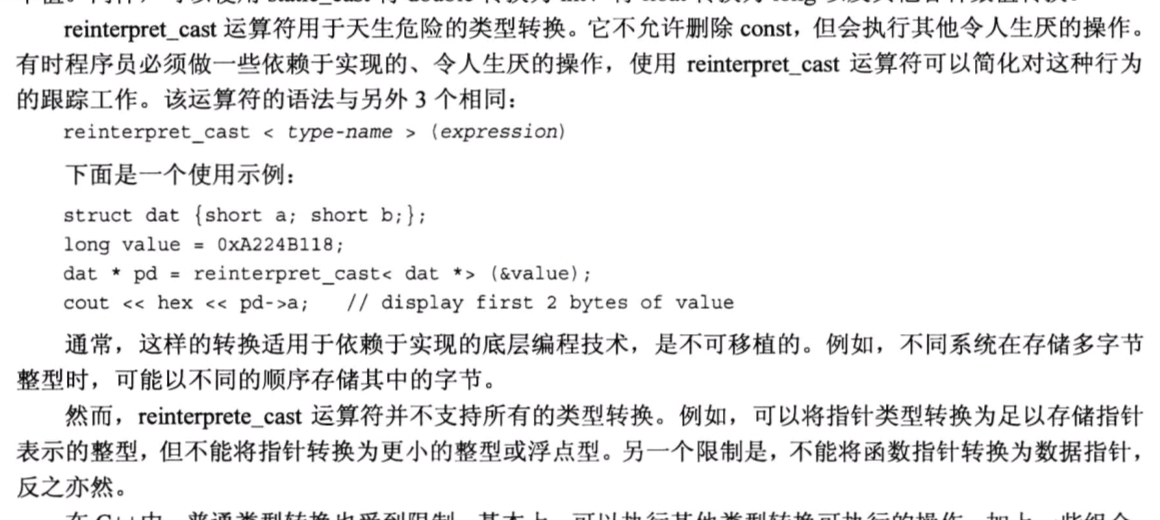 reinterpret_cast 运算符用于天生危险的类型转换。它不允许删除 const，但会执行其他令人生厌的操作。
有时程序员必须做一些依赖于实现的、令人生厌的操作，使用 reinterpret_cast 运算符可以简化对这种行为
的跟踪工作。该运算符的语法与另外 3 个相同：
reinterpret_cast < type-name > (expression)
下面是一个使用示例：
struct dat {short a; short b;};
long value = 0xA224B118;
dat * pd = reinterpret_cast< dat *> (&value);
cout << hex << pd->a;   // display first 2 bytes of value
通常，这样的转换适用于依赖于实现的底层编程技术，是不可移植的。例如，不同系统在存储多字节
整型时，可能以不同的顺序存储其中的字节。
然而，reinterprete_cast 运算符并不支持所有的类型转换。例如，可以将指针类型转换为足以存储指针
表示的整型，但不能将指针转换为更小的整型或浮点型。另一个限制是，不能将函数指针转换为数据指针，
反之亦然。